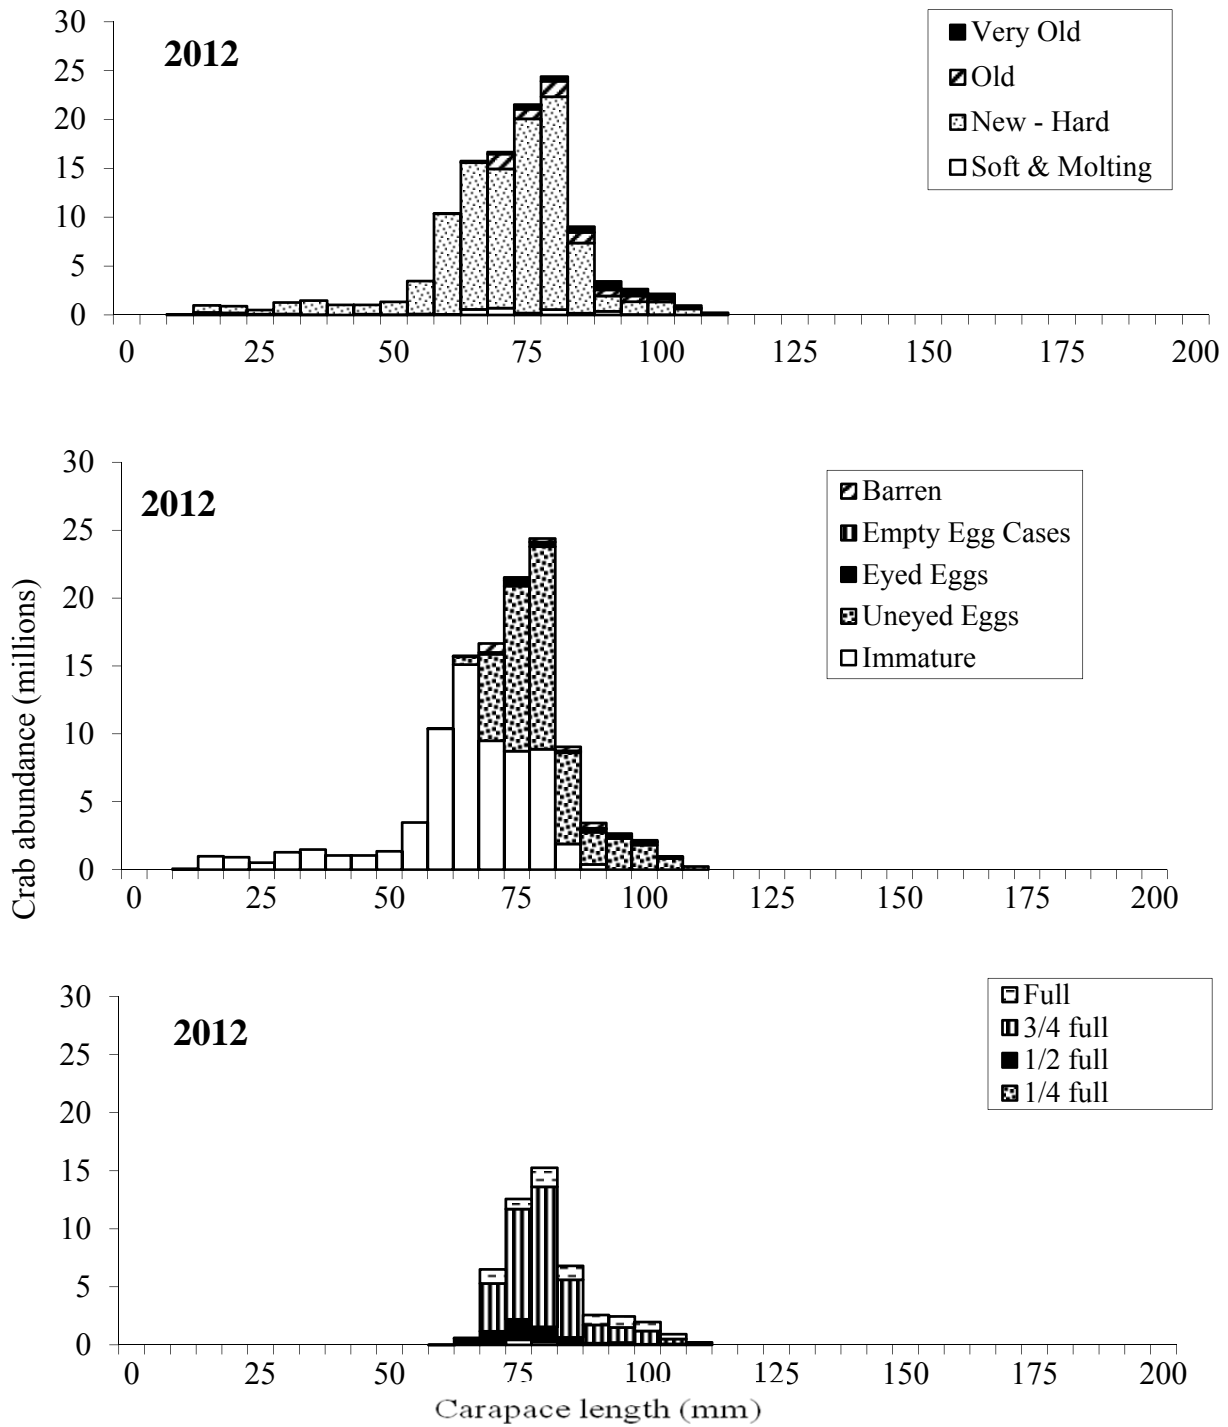 2012
30
25
20
15
10
5
0
0 25 50 75 100 125 150 175 200
Very Old
Old
New - Hard
Soft & Molting
Crab abundance (millions)
2012
30
25
20
15
10
5
0
0 25 50 75 100 125 150 175 200
Barren
Empty Egg Cases
Eyed Eggs
Uneyed Eggs
Immature
2012
30
25
20
15
10
5
0
0 25 50 75 100 125 150 175 200
Full
3/4 full
1/2 full
1/4 full
Carapace length (mm)